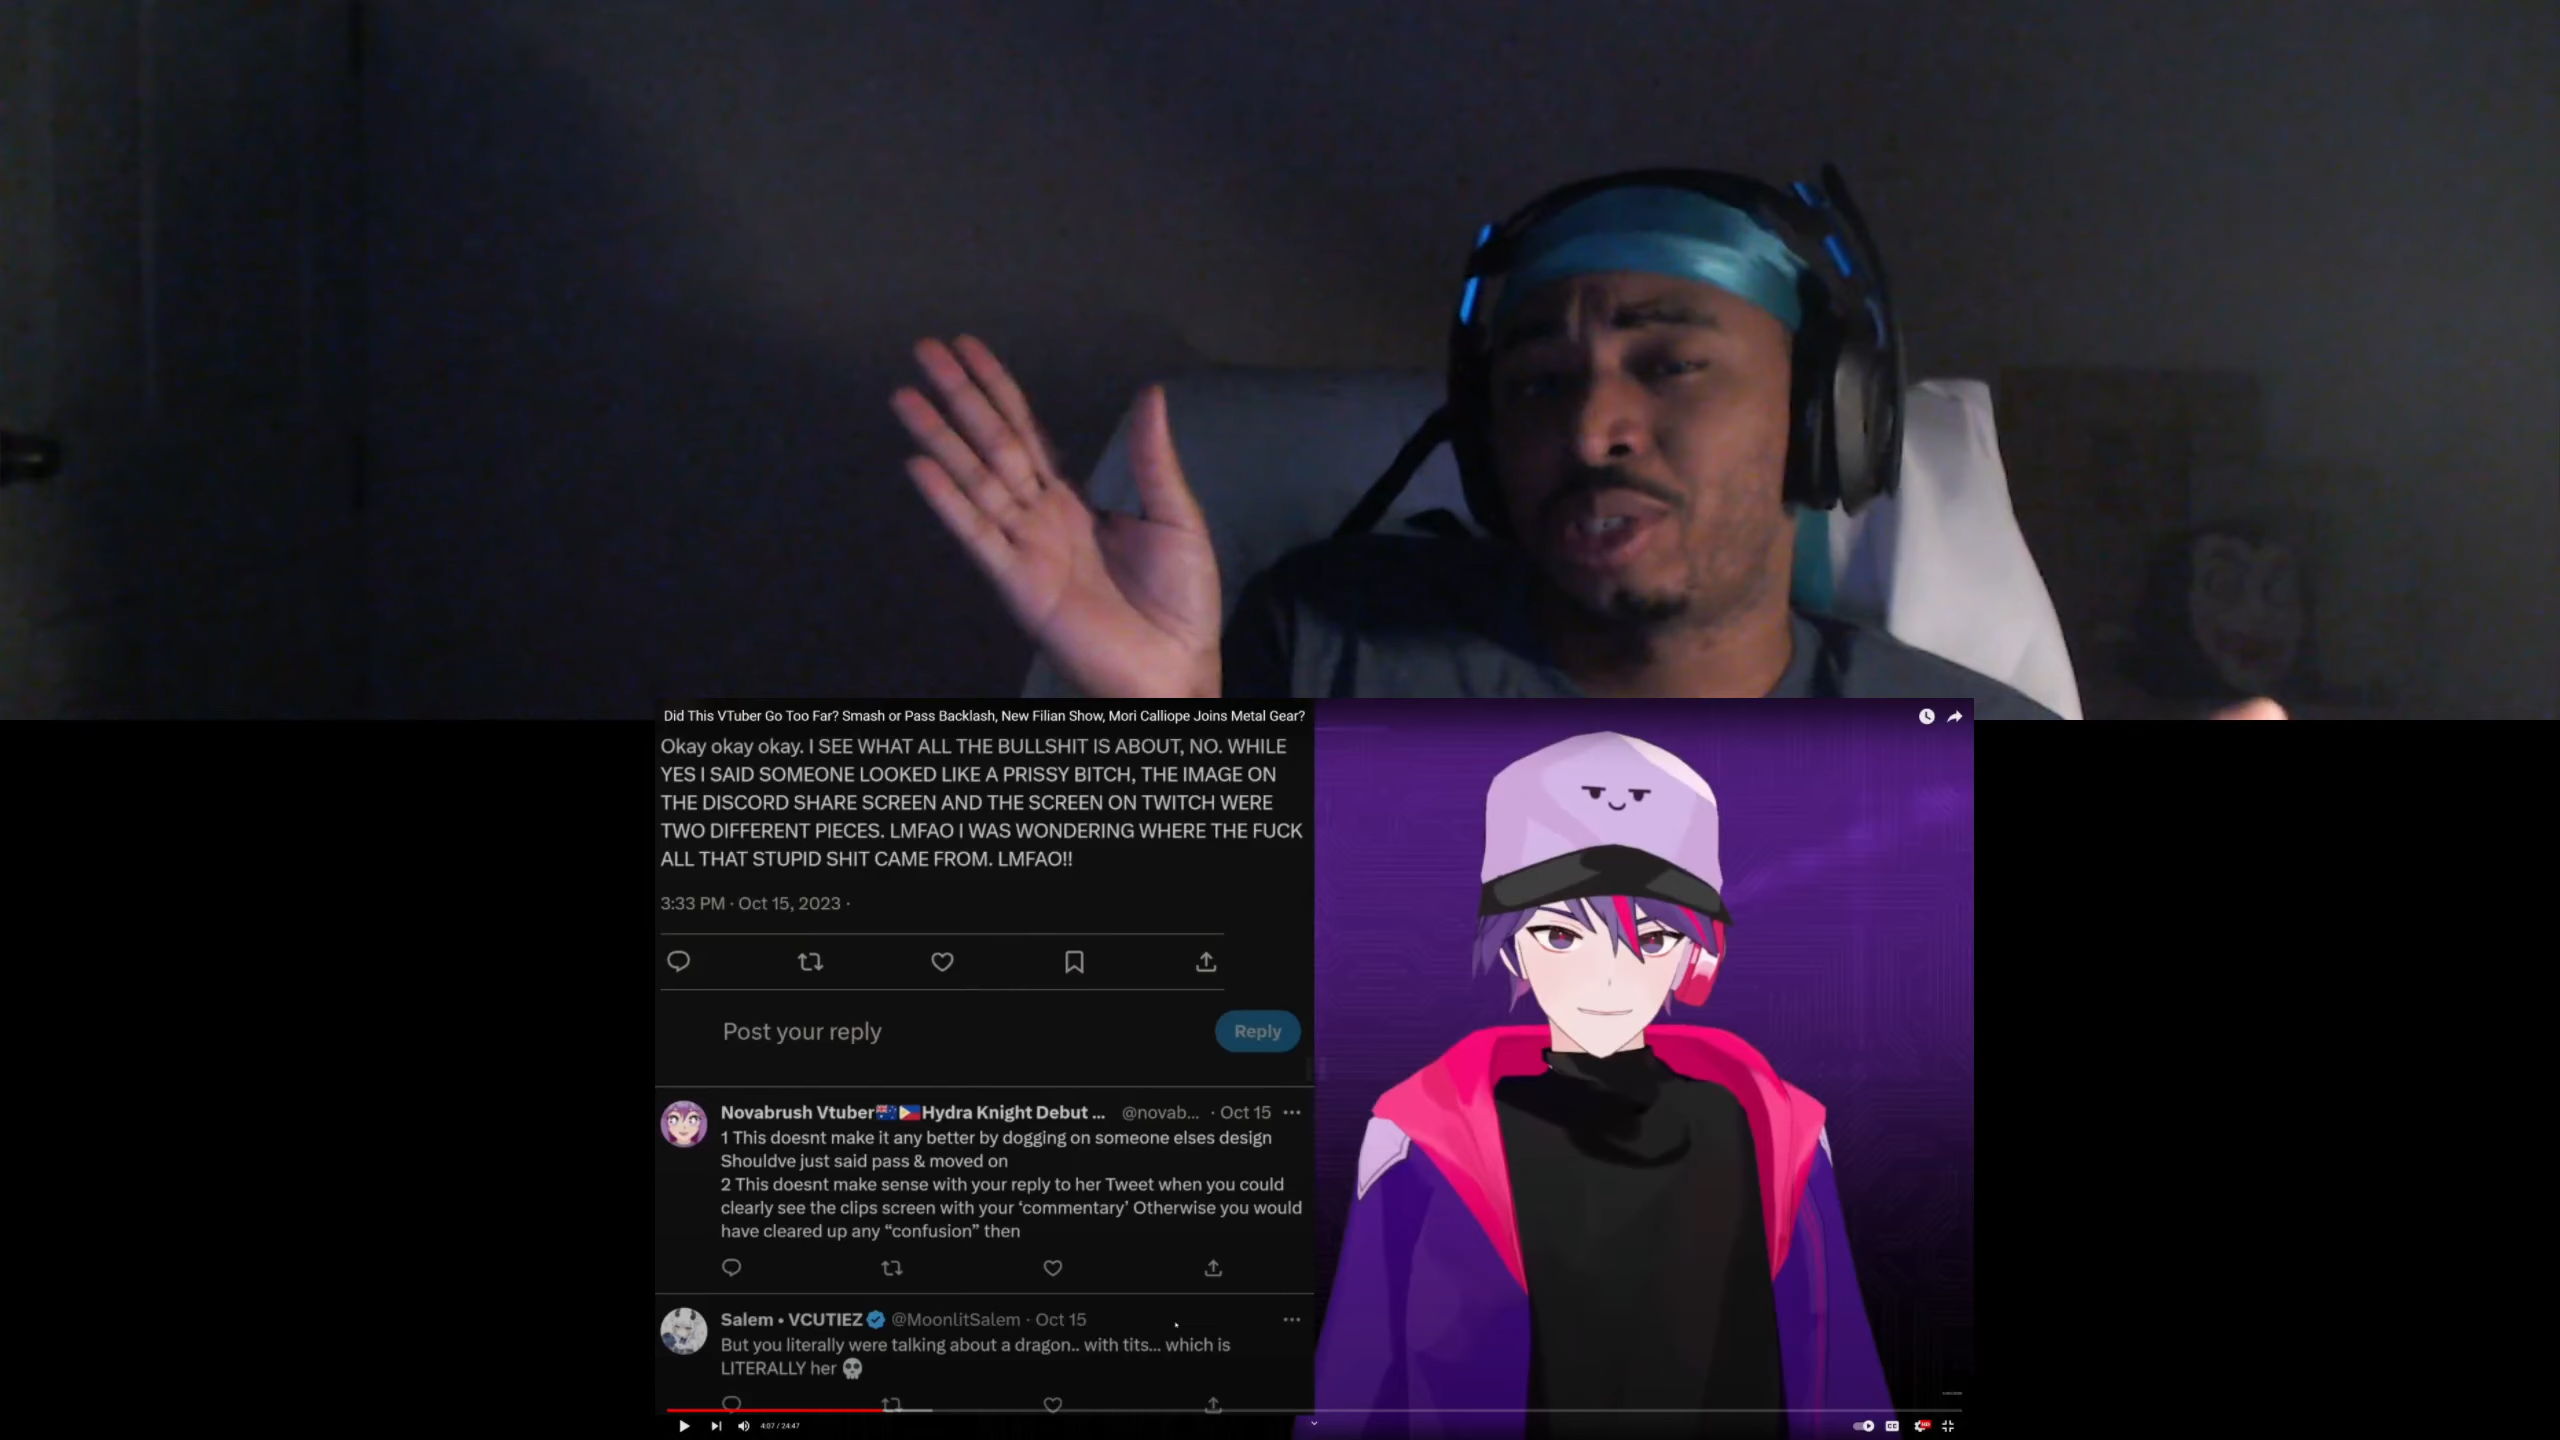 Did This VTuber Go Too Far? Smash or Pass Backlash, New Filian Show, Mori Calliope Joins Metal Gear?
Okay okay okay. I SEE WHAT ALL THE BULLSHIT IS ABOUT, NO. WHILE
YES I SAID SOMEONE LOOKED LIKE A PRISSY BITCH, THE IMAGE ON
THE DISCORD SHARE SCREEN AND THE SCREEN ON TWITCH WERE
TWO DIFFERENT PIECES. LMFAO I WAS WONDERING WHERE THE FUCK
ALL THAT STUPID SHIT CAME FROM. LMFAO!!
3:33 PM · Oct 15, 2023 ·
Post your reply
Reply
Novabrush Vtuber🇦🇺🇵🇭Hydra Knight Debut ... @novab... · Oct 15
1 This doesnt make it any better by dogging on someone elses design
Shouldve just said pass & moved on
2 This doesnt make sense with your reply to her Tweet when you could
clearly see the clips screen with your ‘commentary’ Otherwise you would
have cleared up any “confusion” then
Salem • VCUTIEZ @MoonlitSalem · Oct 15
But you literally were talking about a dragon.. with tits... which is
LITERALLY her 💀
4:07 / 24:47
CC
HD